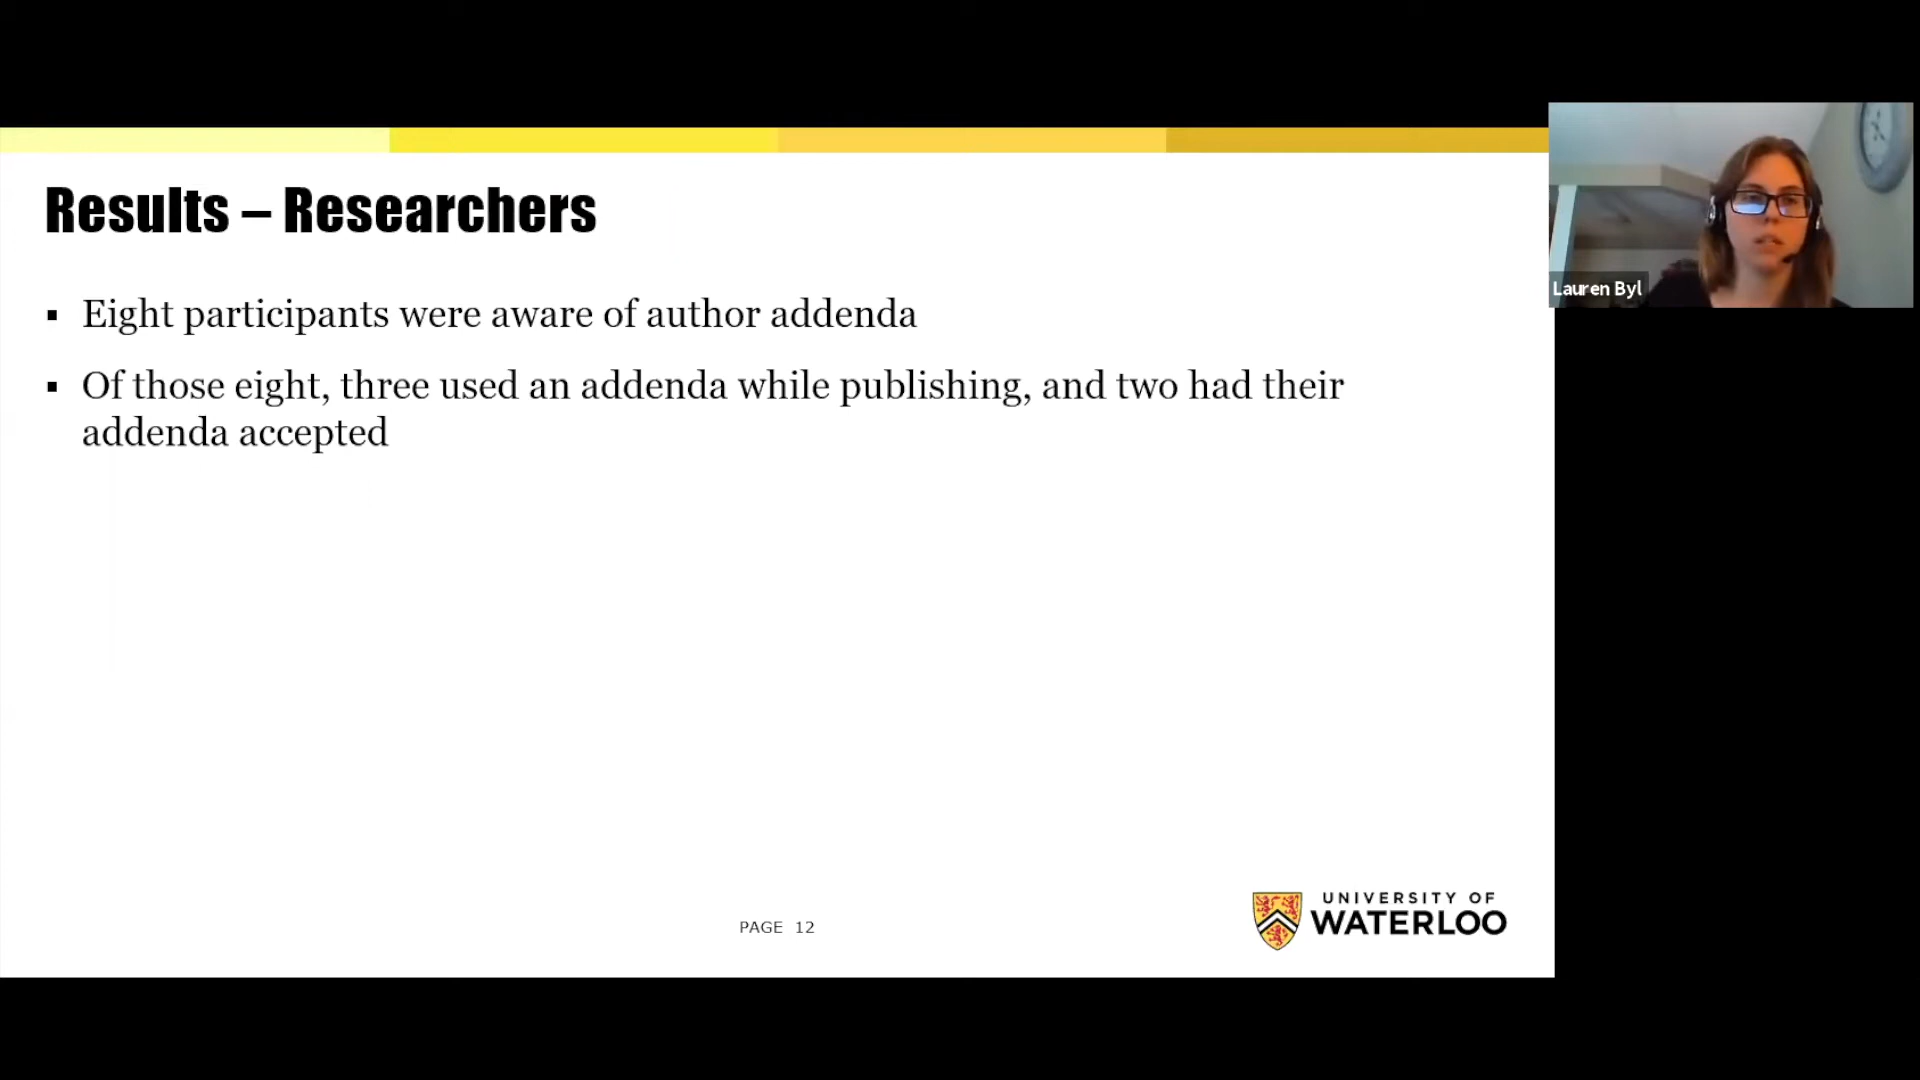 Results – Researchers
▪ Eight participants were aware of author addenda
▪ Of those eight, three used an addenda while publishing, and two had their
addenda accepted
PAGE 12
UNIVERSITY OF
WATERLOO
Lauren Byl